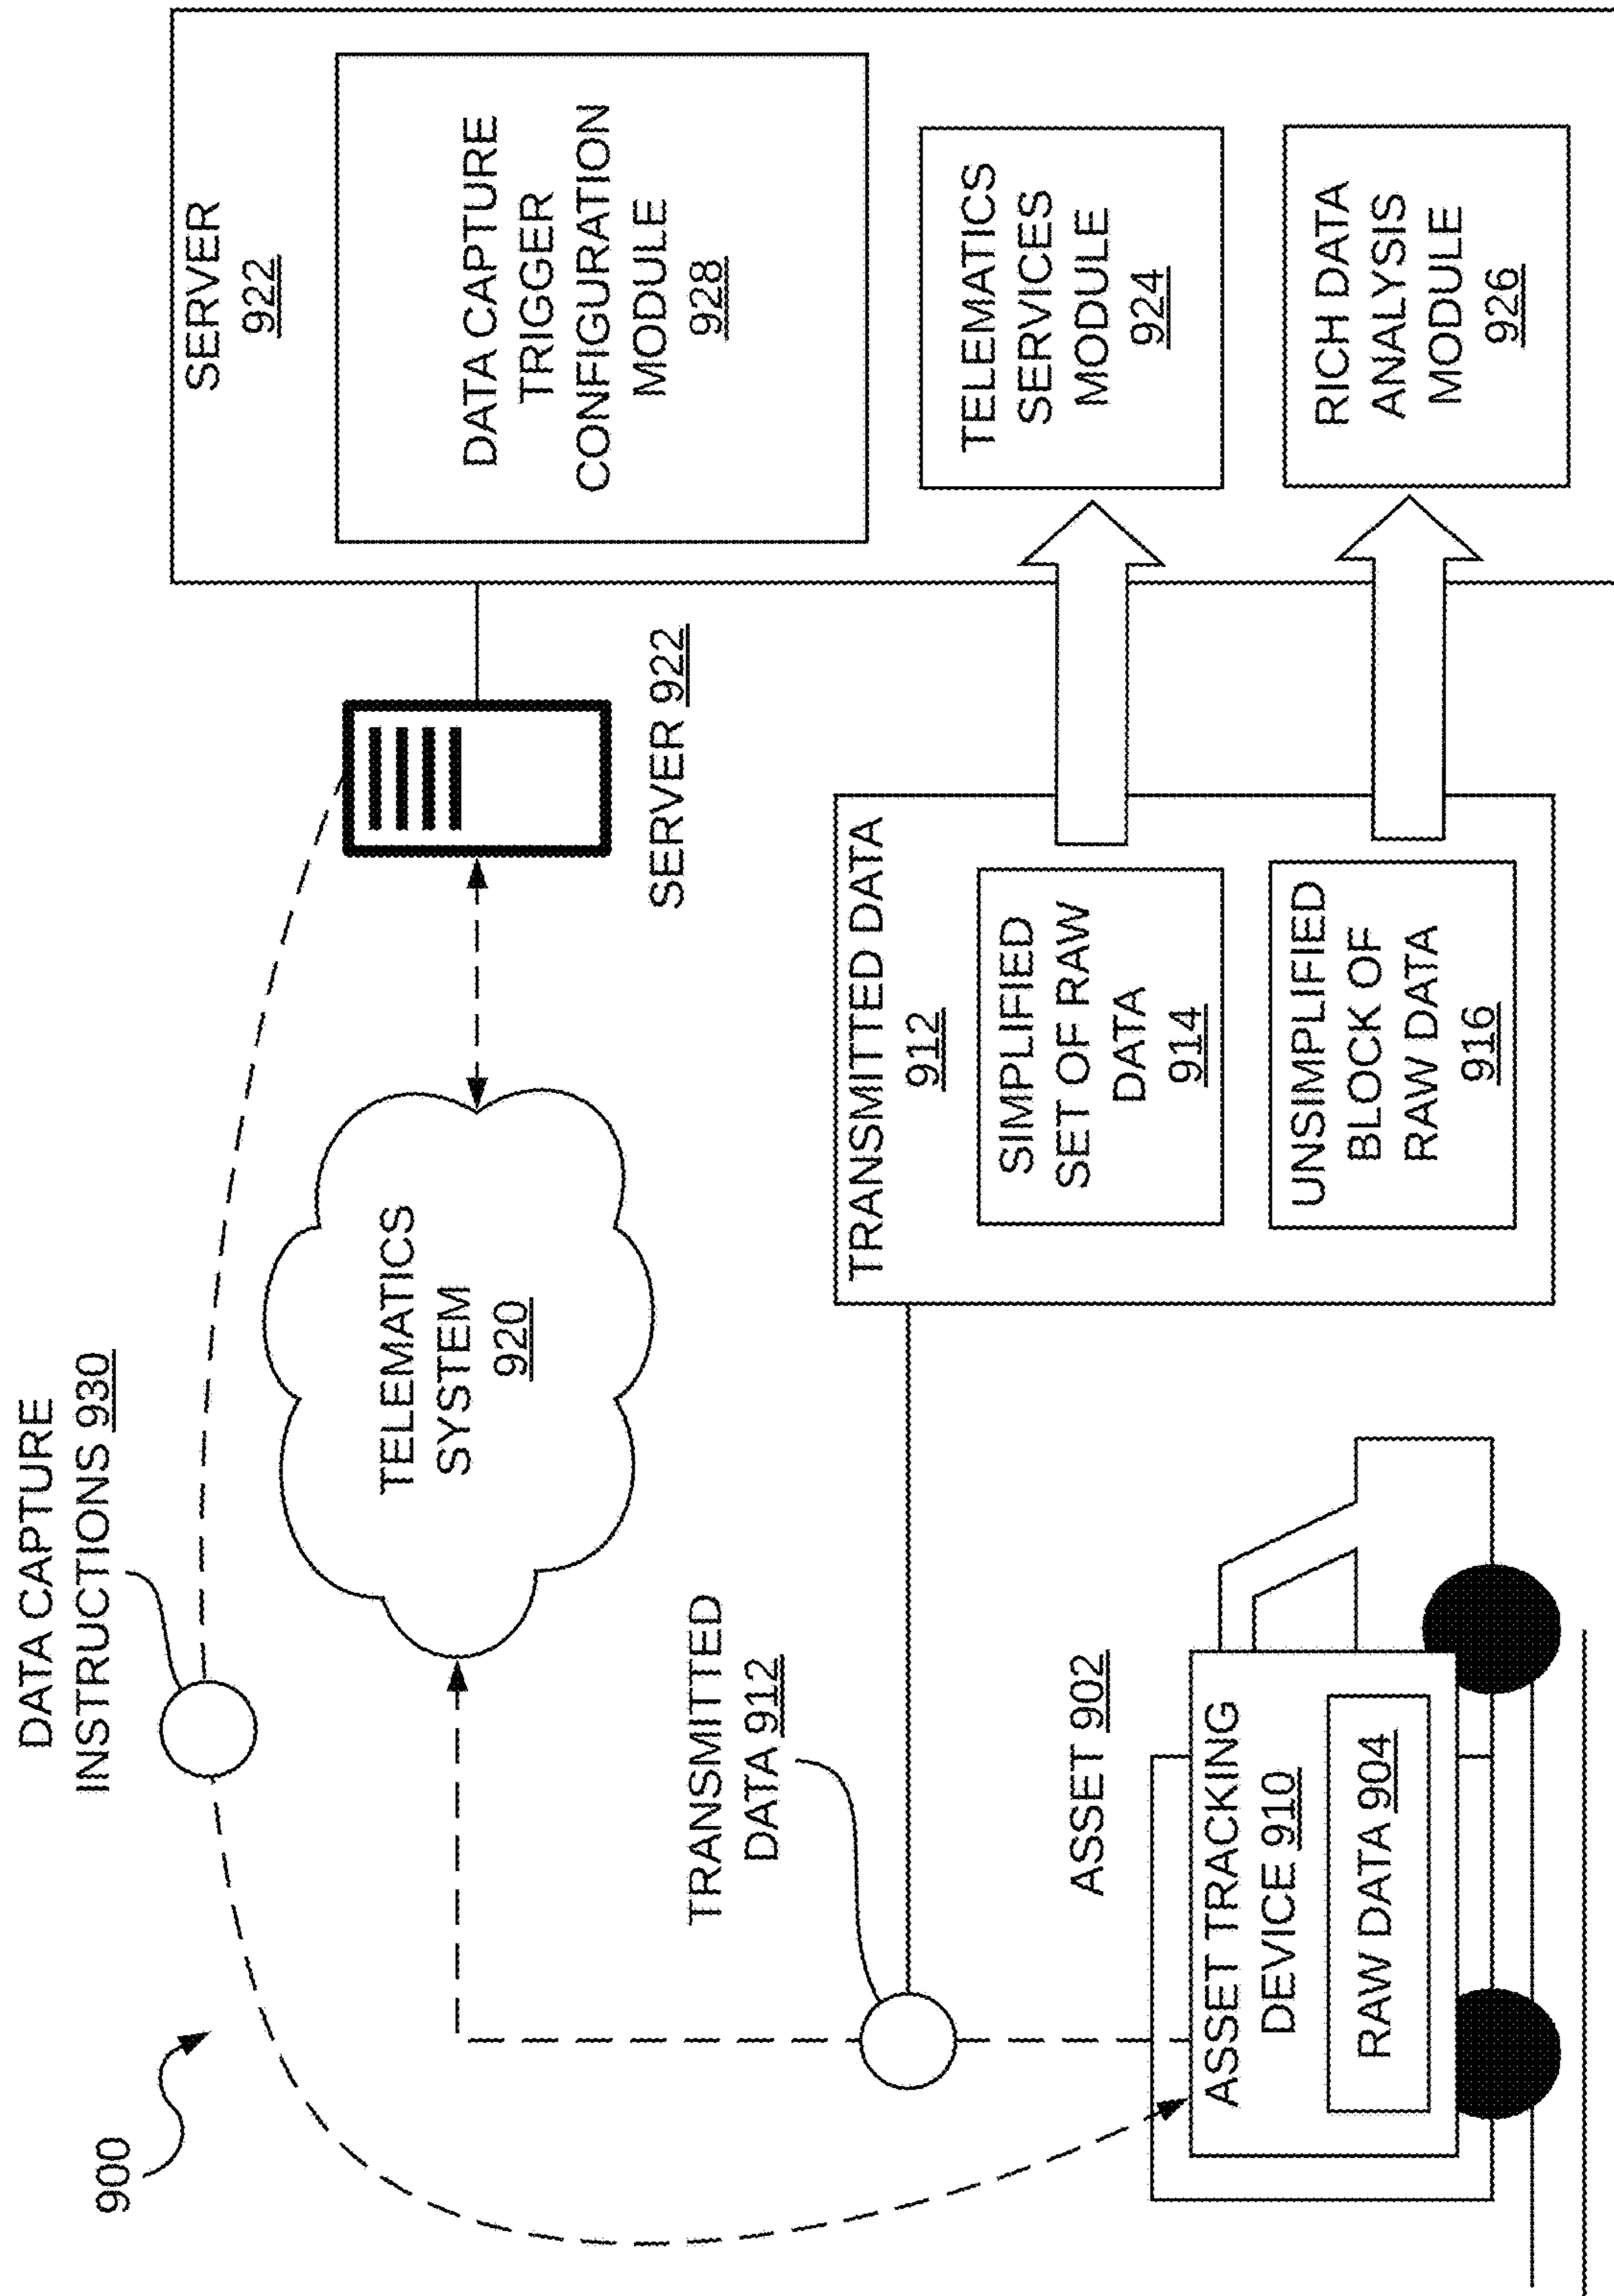 900
DATA CAPTURE
INSTRUCTIONS 930
TELEMATICS
SYSTEM
920
SERVER 922
SERVER
922
DATA CAPTURE
TRIGGER
CONFIGURATION
MODULE
928
TRANSMITTED
DATA 912
TRANSMITTED DATA
912
SIMPLIFIED
SET OF RAW
DATA
914
UNSIMPLIFIED
BLOCK OF
RAW DATA
916
TELEMATICS
SERVICES
MODULE
924
RICH DATA
ANALYSIS
MODULE
926
ASSET 902
ASSET TRACKING
DEVICE 910
RAW DATA 904